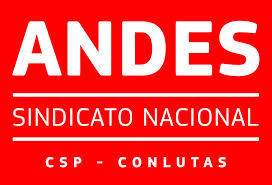 ANDES
SINDICATO NACIONAL
CSP - CONLUTAS